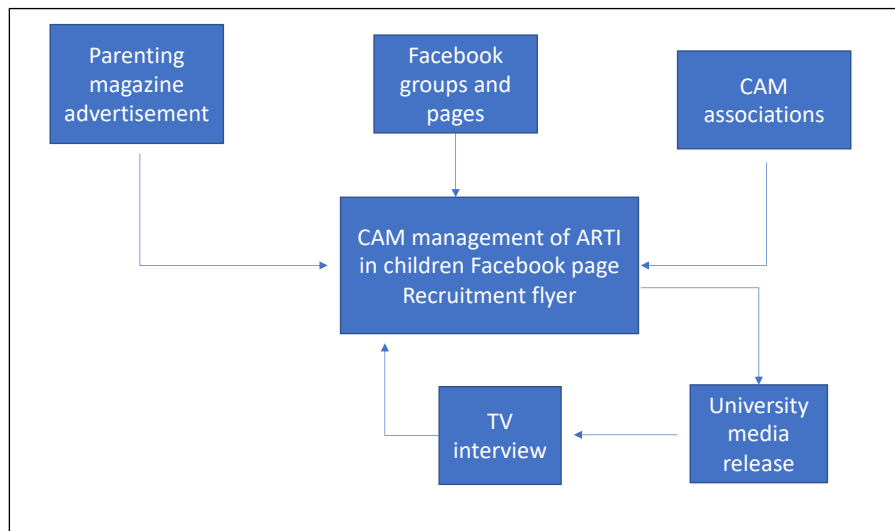 Parenting
magazine
advertisement
Facebook
groups and
pages
CAM
associations
CAM management of ARTI
in children Facebook page
Recruitment flyer
TV
interview
University
media
release